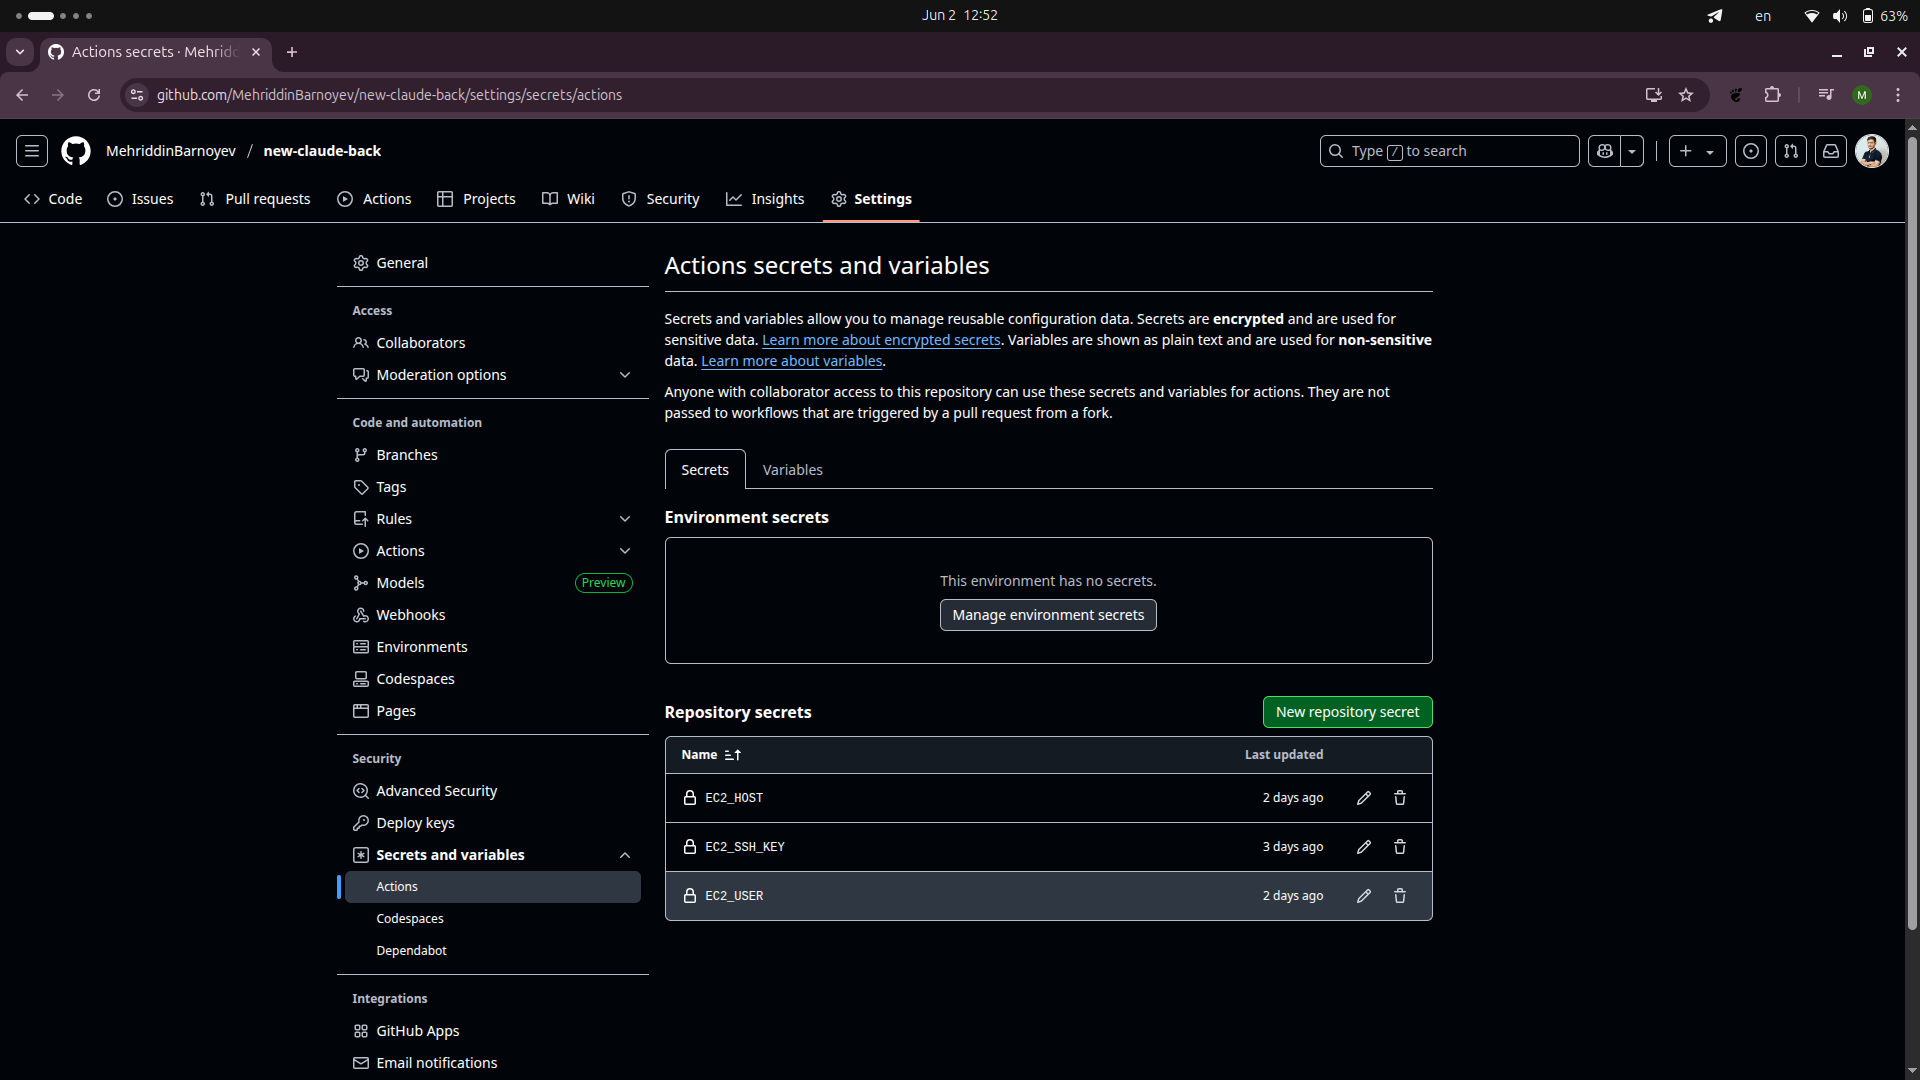 Jun 2 12:52
en
63%
Actions secrets · Mehridd
github.com/MehriddinBarnoyev/new-claude-back/settings/secrets/actions
M
MehriddinBarnoyev / new-claude-back
Type / to search
Code
Issues
Pull requests
Actions
Projects
Wiki
Security
Insights
Settings
General
Access
Collaborators
Moderation options
Code and automation
Branches
Tags
Rules
Actions
Models
Preview
Webhooks
Environments
Codespaces
Pages
Security
Advanced Security
Deploy keys
Secrets and variables
Actions
Codespaces
Dependabot
Integrations
GitHub Apps
Email notifications
Actions secrets and variables
Secrets and variables allow you to manage reusable configuration data. Secrets are encrypted and are used for
sensitive data. Learn more about encrypted secrets. Variables are shown as plain text and are used for non-sensitive
data. Learn more about variables.
Anyone with collaborator access to this repository can use these secrets and variables for actions. They are not
passed to workflows that are triggered by a pull request from a fork.
Secrets
Variables
Environment secrets
This environment has no secrets.
Manage environment secrets
Repository secrets
New repository secret
Name
Last updated
EC2_HOST
2 days ago
EC2_SSH_KEY
3 days ago
EC2_USER
2 days ago